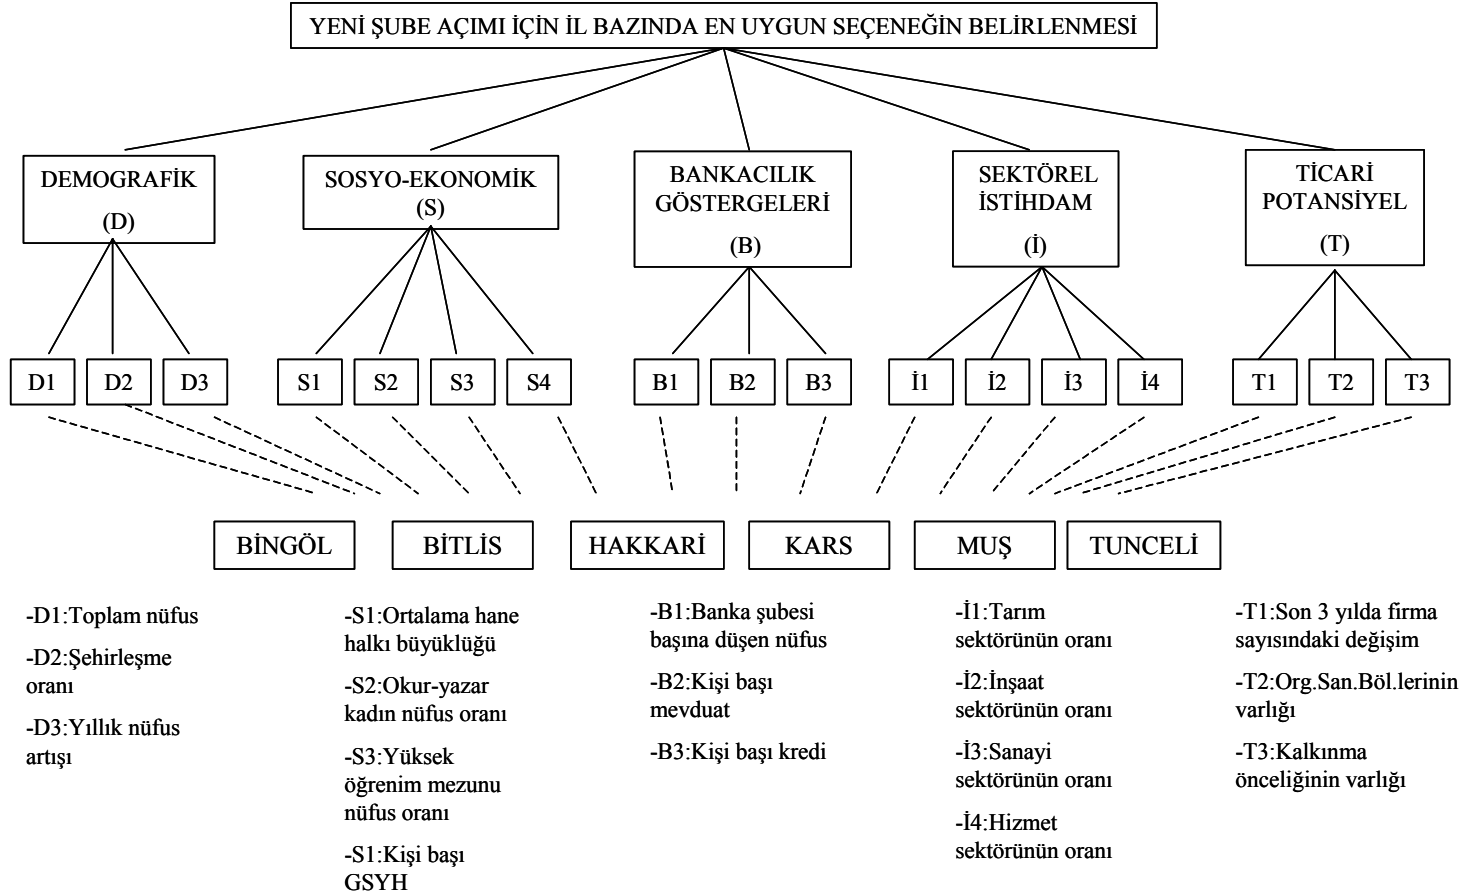 YENİ ŞUBE AÇIMI İÇİN İL BAZINDA EN UYGUN SEÇENEĞİN BELİRLENMESİ
DEMOGRAFİK
(D)
SOSYO-EKONOMİK
(S)
BANKACILIK
GÖSTERGELERİ
(B)
SEKTÖREL
İSTİHDAM
(İ)
TİCARİ
POTANSİYEL
(T)
D1
D2
D3
S1
S2
S3
S4
B1
B2
B3
İ1
İ2
İ3
İ4
T1
T2
T3
BİNGÖL
BİTLİS
HAKKARİ
KARS
MUŞ
TUNCELİ
-D1:Toplam nüfus
-D2:Şehirleşme
oranı
-D3:Yıllık nüfus
artışı
-S1:Ortalama hane
halkı büyüklüğü
-S2:Okur-yazar
kadın nüfus oranı
-S3:Yüksek
öğrenim mezunu
nüfus oranı
-S1:Kişi başı
GSYH
-B1:Banka şubesi
başına düşen nüfus
-B2:Kişi başı
mevduat
-B3:Kişi başı kredi
-İ1:Tarım
sektörünün oranı
-İ2:İnşaat
sektörünün oranı
-İ3:Sanayi
sektörünün oranı
-İ4:Hizmet
sektörünün oranı
-T1:Son 3 yılda firma
sayısındaki değişim
-T2:Org.San.Böl.lerinin
varlığı
-T3:Kalkınma
önceliğinin varlığı